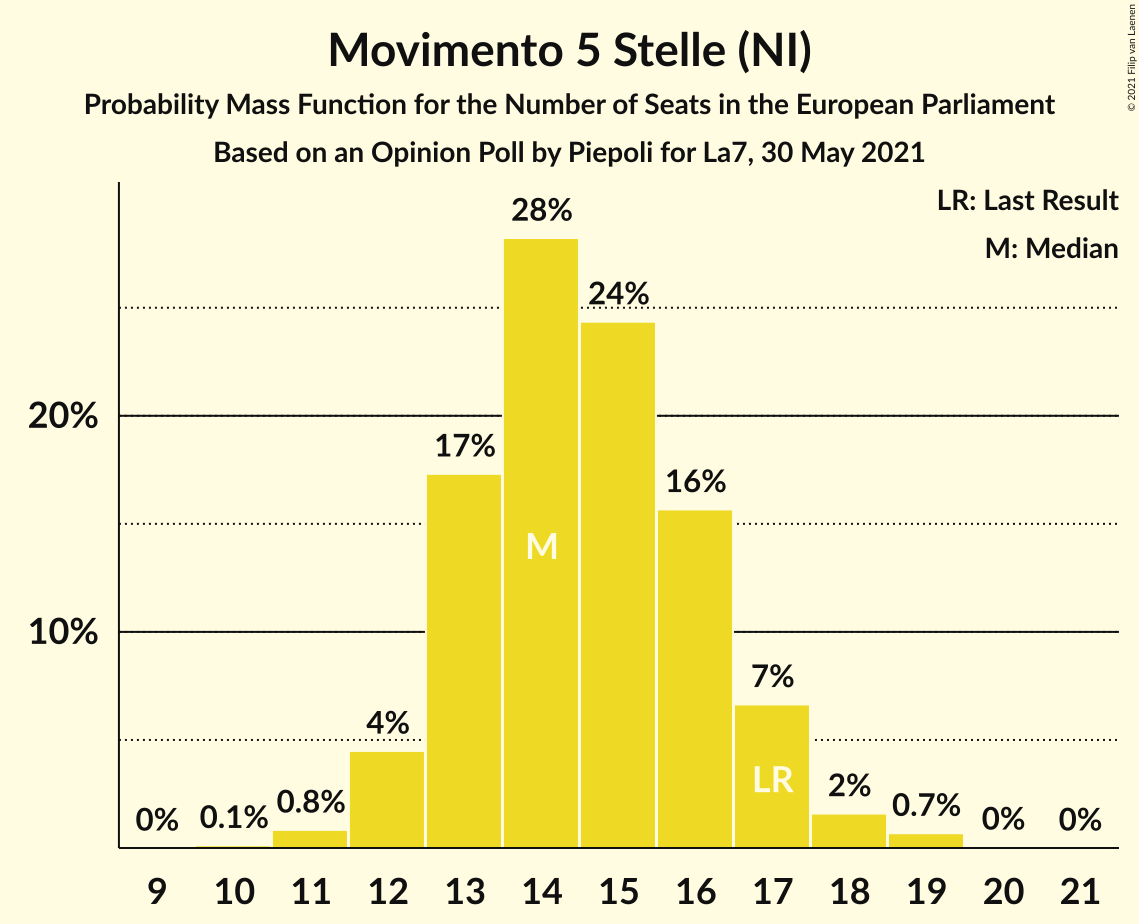 Movimento 5 Stelle (NI)
Probability Mass Function for the Number of Seats in the European Parliament
Based on an Opinion Poll by Piepoli for La7, 30 May 2021
© 2021 Filip van Laenen
LR: Last Result
M: Median
28%
24%
20%
17%
16%
M
10%
7%
4%
LR
2%
0%
0.1%
0.8%
0.7%
0%
0%
9 10 11 12 13 14 15 16 17 18 19 20 21